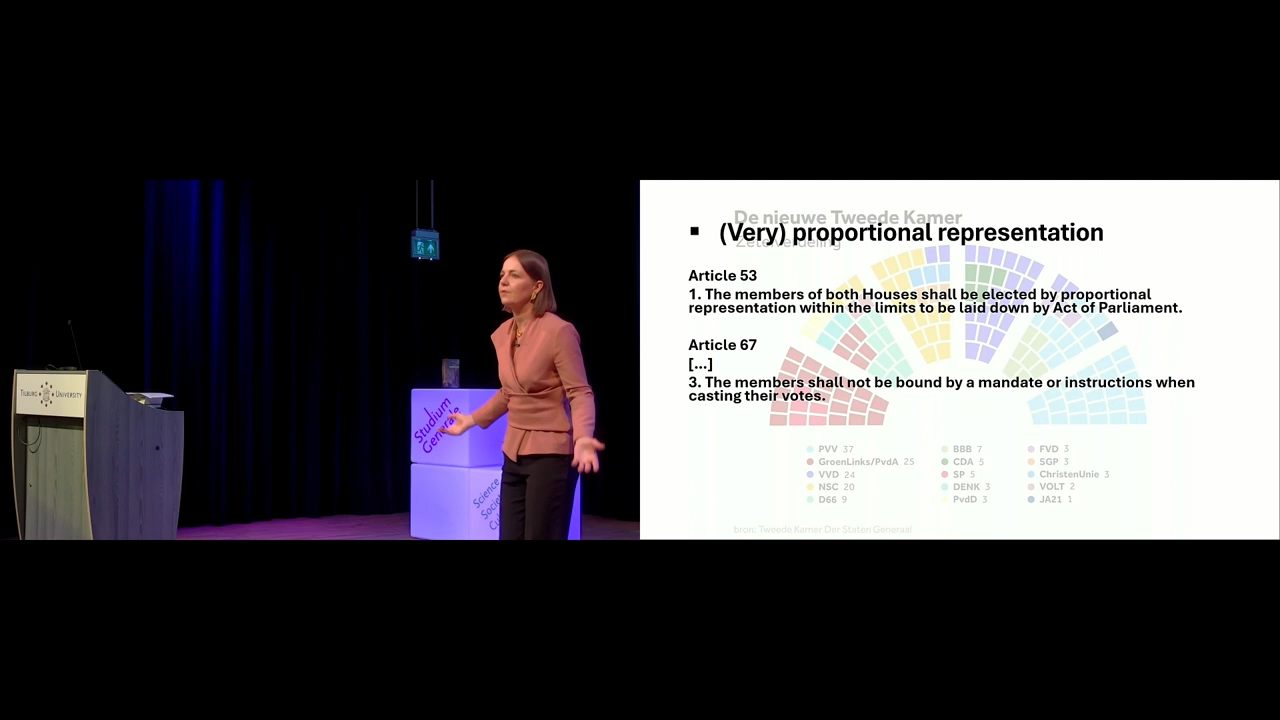 TILBURG UNIVERSITY
Studium
Generale
Science
Society
De nieuwe Tweede Kamer
Zetelverdeling
▪ (Very) proportional representation
Article 53
1. The members of both Houses shall be elected by proportional
representation within the limits to be laid down by Act of Parliament.
Article 67
[...]
3. The members shall not be bound by a mandate or instructions when
casting their votes.
PVV 37
GroenLinks/PvdA 25
VVD 24
NSC 20
D66 9
BBB 7
CDA 5
SP 5
DENK 3
PvdD 3
FVD 3
SGP 3
ChristenUnie 3
VOLT 2
JA21 1
bron: Tweede Kamer Der Staten Generaal